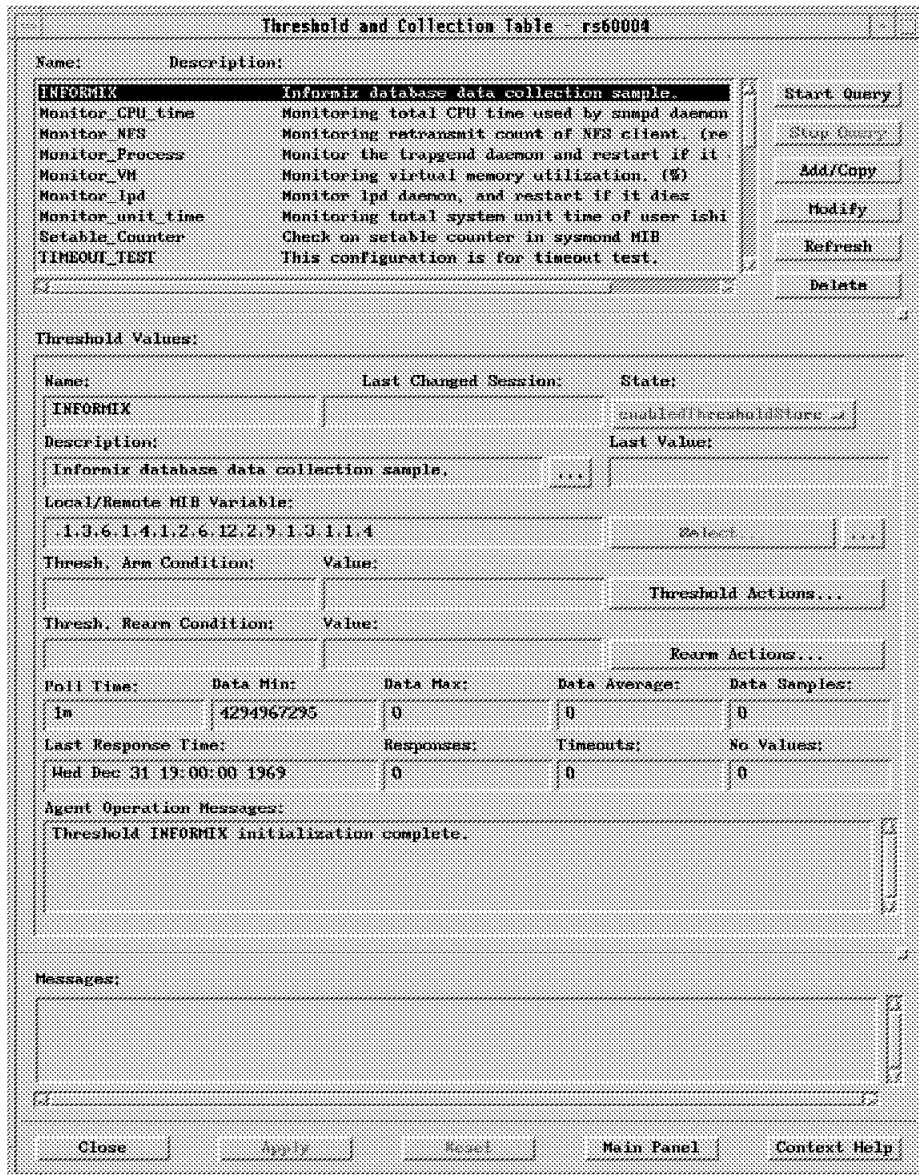 Threshold and Collection Table - rs60004
Name: Description:
INFORMIX Informix database data collection sample.
Monitor_CPU_time Monitoring total CPU time used by snmpd daemon
Monitor_NFS Monitoring retransmit count of NFS client. (re
Monitor_Process Monitor the trapgend daemon and restart if it
Monitor_VM Monitoring virtual memory utilization. (%)
Monitor_lpd Monitor lpd daemon, and restart if it dies
Monitor_unit_time Monitoring total system unit time of user ishi
Setable_Counter Check on setable counter in sysmond MIB
TIMEOUT_TEST This configuration is for timeout test.
Start Query
Stop Query
Add/Copy
Modify
Refresh
Delete
Threshold Values:
Name: Last Changed Session: State:
INFORMIX enabledThresholdStore
Description: Last Value:
Informix database data collection sample. ...
Local/Remote MIB Variable:
.1.3.6.1.4.1.2.6.12.2.9.1.3.1.1.4 Select ...
Thresh. Arm Condition: Value:
Threshold Actions...
Thresh. Rearm Condition: Value:
Rearm Actions...
Poll Time: Data Min: Data Max: Data Average: Data Samples:
1m 4294967295 0 0 0
Last Response Time: Responses: Timeouts: No Values:
Wed Dec 31 19:00:00 1969 0 0 0
Agent Operation Messages:
Threshold INFORMIX initialization complete.
Messages:
Close Apply Reset Main Panel Context Help